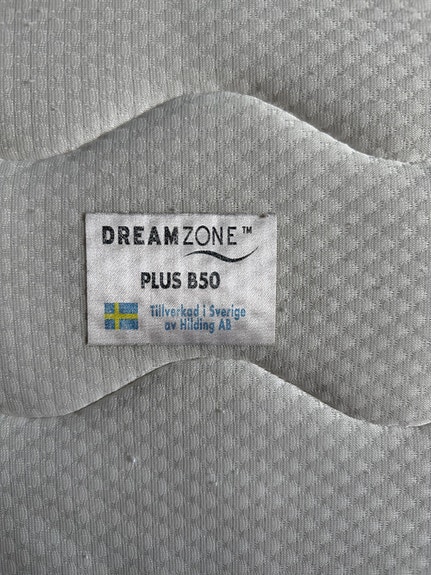 DREAMZONE™
PLUS B50
Tillverkad i Sverige
av Hilding AB